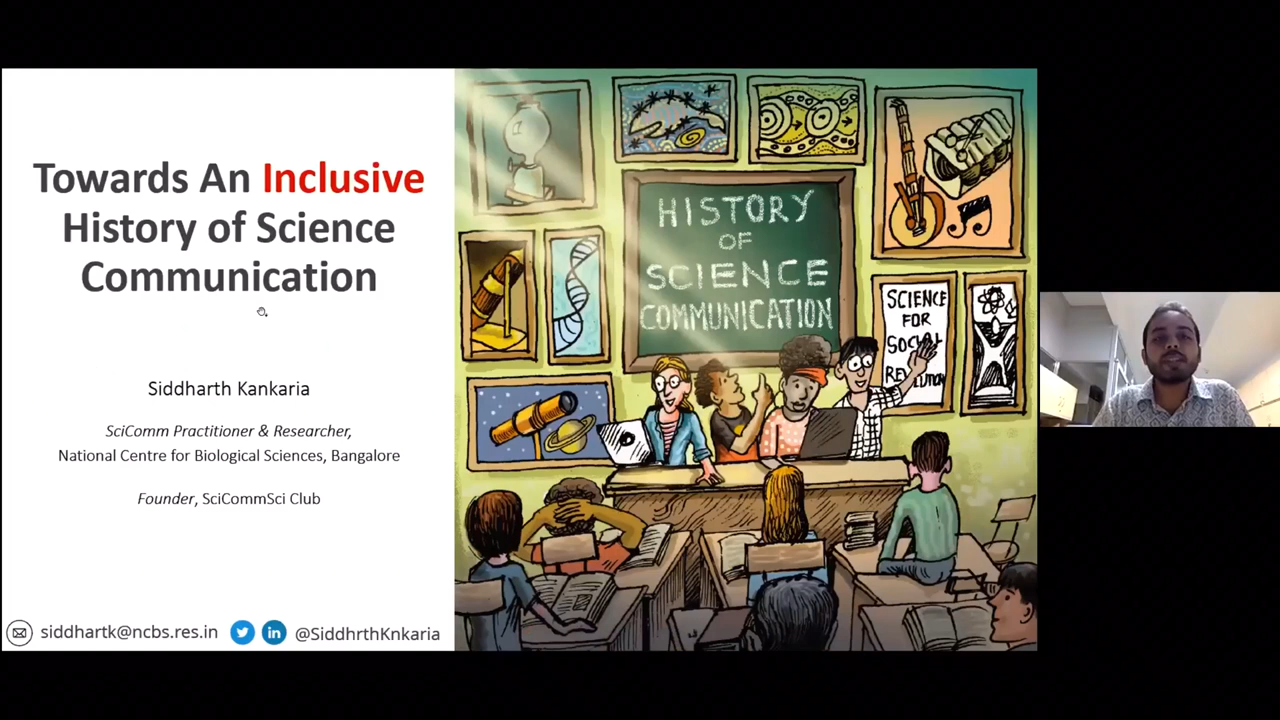 Towards An Inclusive
History of Science
Communication
Siddharth Kankaria
SciComm Practitioner & Researcher,
National Centre for Biological Sciences, Bangalore
Founder, SciCommSci Club
siddhartk@ncbs.res.in
@SiddhrthKnkaria
HISTORY
OF
SCIENCE
COMMUNICATION
SCIENCE
FOR
SOCIAL
REVOLUTION